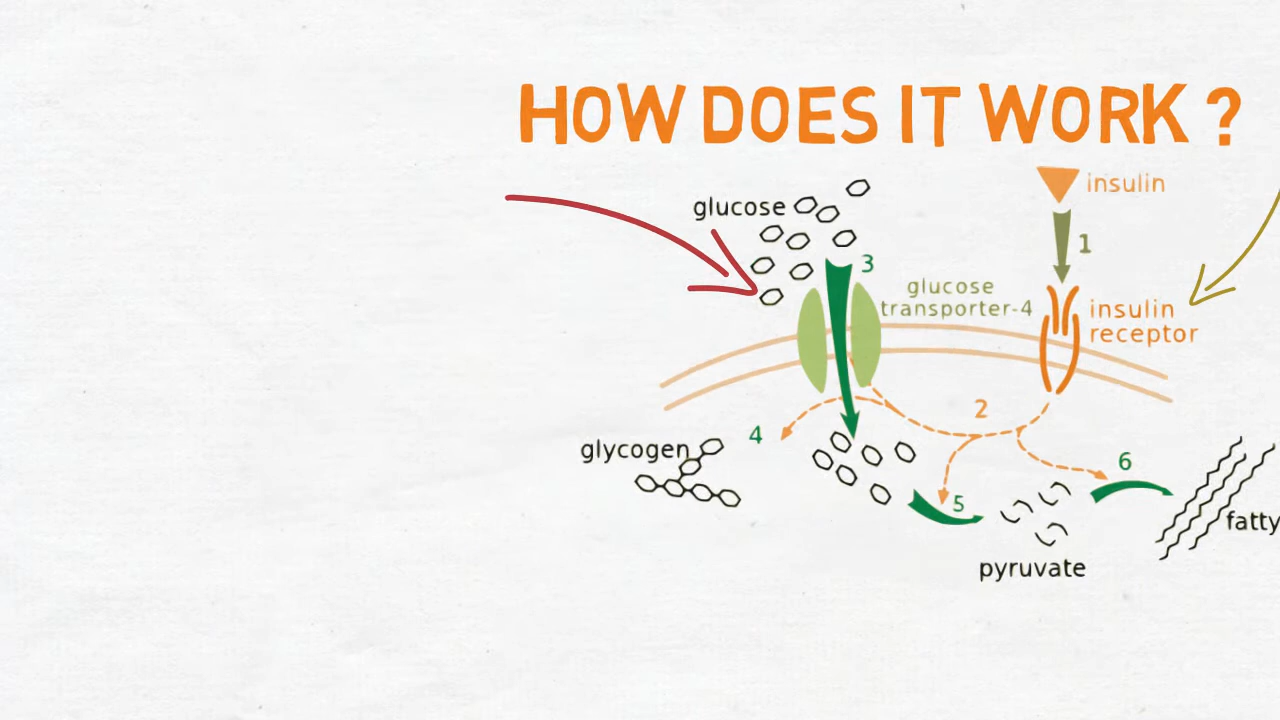 HOW DOES IT WORK ?
insulin
glucose
1
3
glucose
transporter-4
insulin
receptor
2
4
glycogen
6
5
fatty
pyruvate